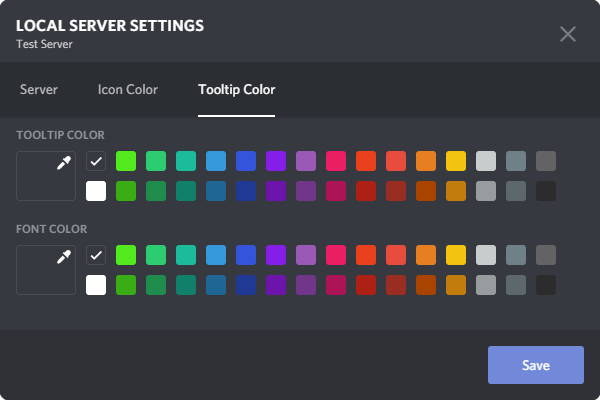 LOCAL SERVER SETTINGS
Test Server
Server Icon Color Tooltip Color
TOOLTIP COLOR
FONT COLOR
Save